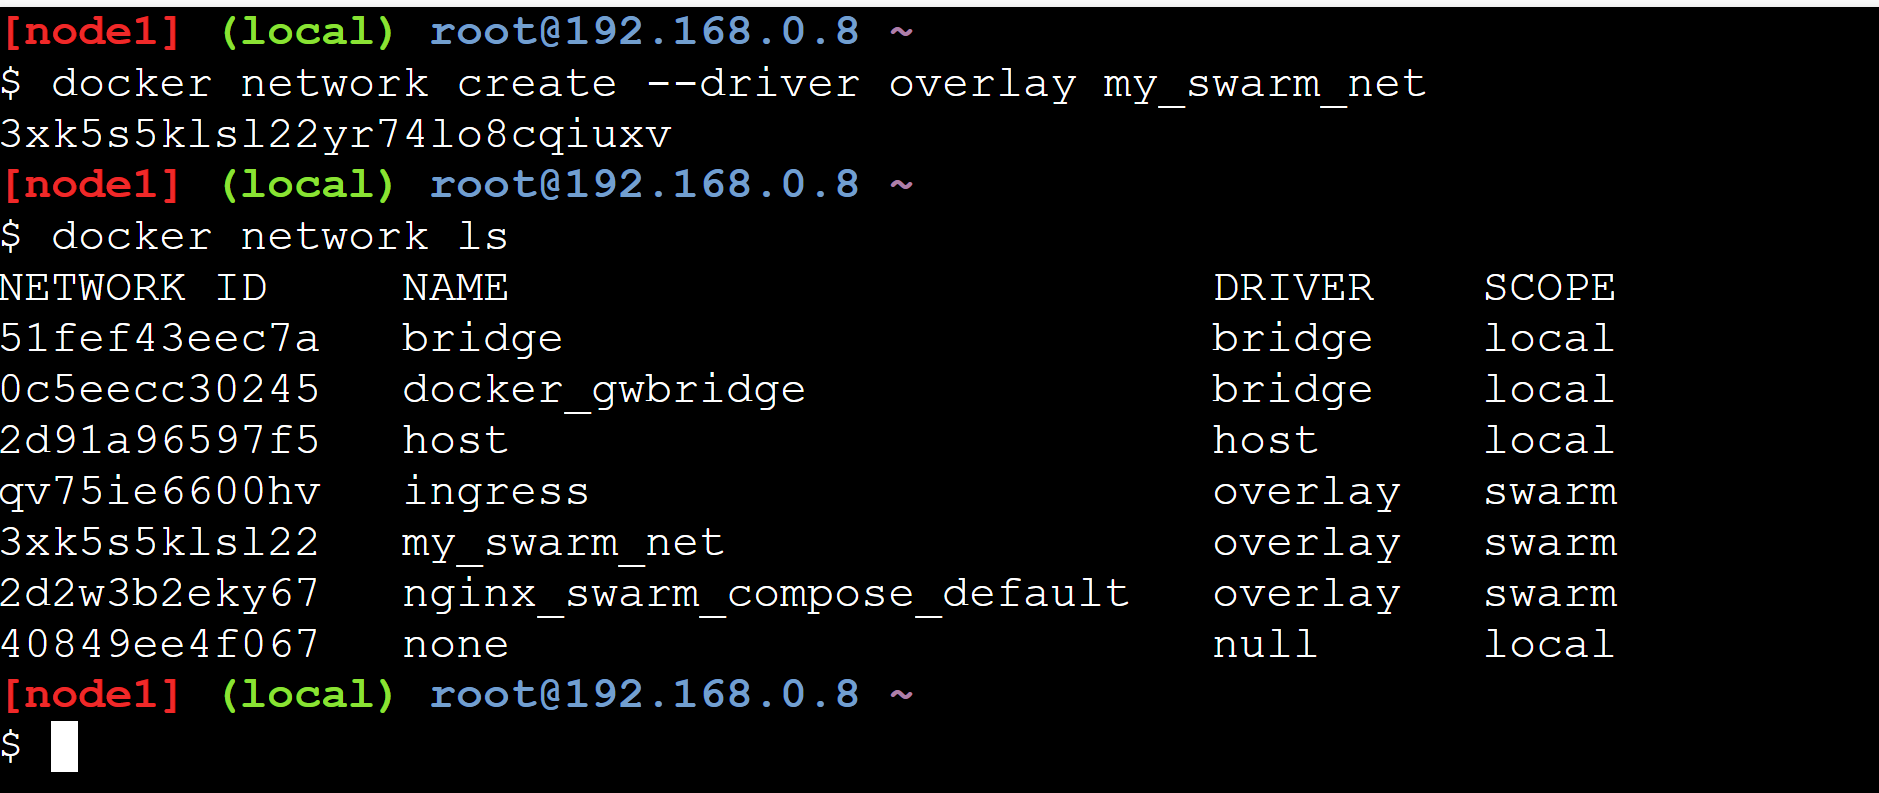 [node1] (local) root@192.168.0.8 ~
$ docker network create --driver overlay my_swarm_net
3xk5s5klsl22yr74lo8cqiuxv
[node1] (local) root@192.168.0.8 ~
$ docker network ls
NETWORK ID   NAME                          DRIVER    SCOPE
51fef43eec7a   bridge                        bridge    local
0c5eecc30245   docker_gwbridge               bridge    local
2d91a96597f5   host                          host      local
qv75ie6600hv   ingress                       overlay   swarm
3xk5s5klsl22   my_swarm_net                  overlay   swarm
2d2w3b2eky67   nginx_swarm_compose_default   overlay   swarm
40849ee4f067   none                          null      local
[node1] (local) root@192.168.0.8 ~
$